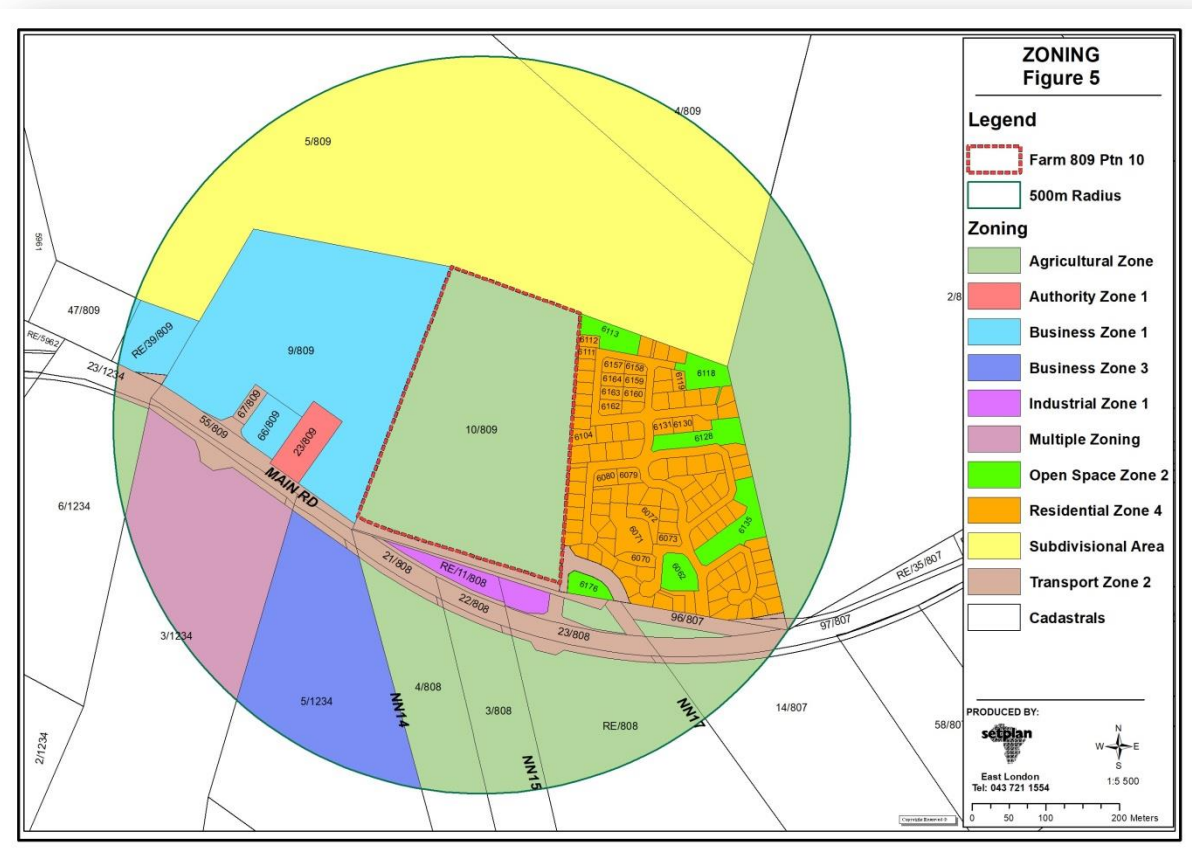 ZONING
Figure 5
Legend
Farm 809 Ptn 10
500m Radius
Zoning
Agricultural Zone
Authority Zone 1
Business Zone 1
Business Zone 3
Industrial Zone 1
Multiple Zoning
Open Space Zone 2
Residential Zone 4
Subdivisional Area
Transport Zone 2
Cadastrals
PRODUCED BY:
setplan
East London
Tel: 043 721 1554
N
W E
S
1:5 500
0 50 100 200 Meters
Copyright Reserved ©
4/809
5/809
5961
47/809
RE/39/809
RE/5962
23/1234
9/809
67/809
66/809
55/809
23/809
MAIN RD
10/809
6/1234
3/1234
2/1234
5/1234
21/808
RE/11/808
22/808
23/808
4/808
3/808
RE/808
NN14
NN15
NN17
14/807
58/807
96/807
97/807
RE/35/807
2/8
6113
6112
6111
6118
6119
6157 6158
6164 6159
6163 6160
6162
6104
6131 6130
6128
6080 6079
6072
6071
6073
6070
6135
6062
6176